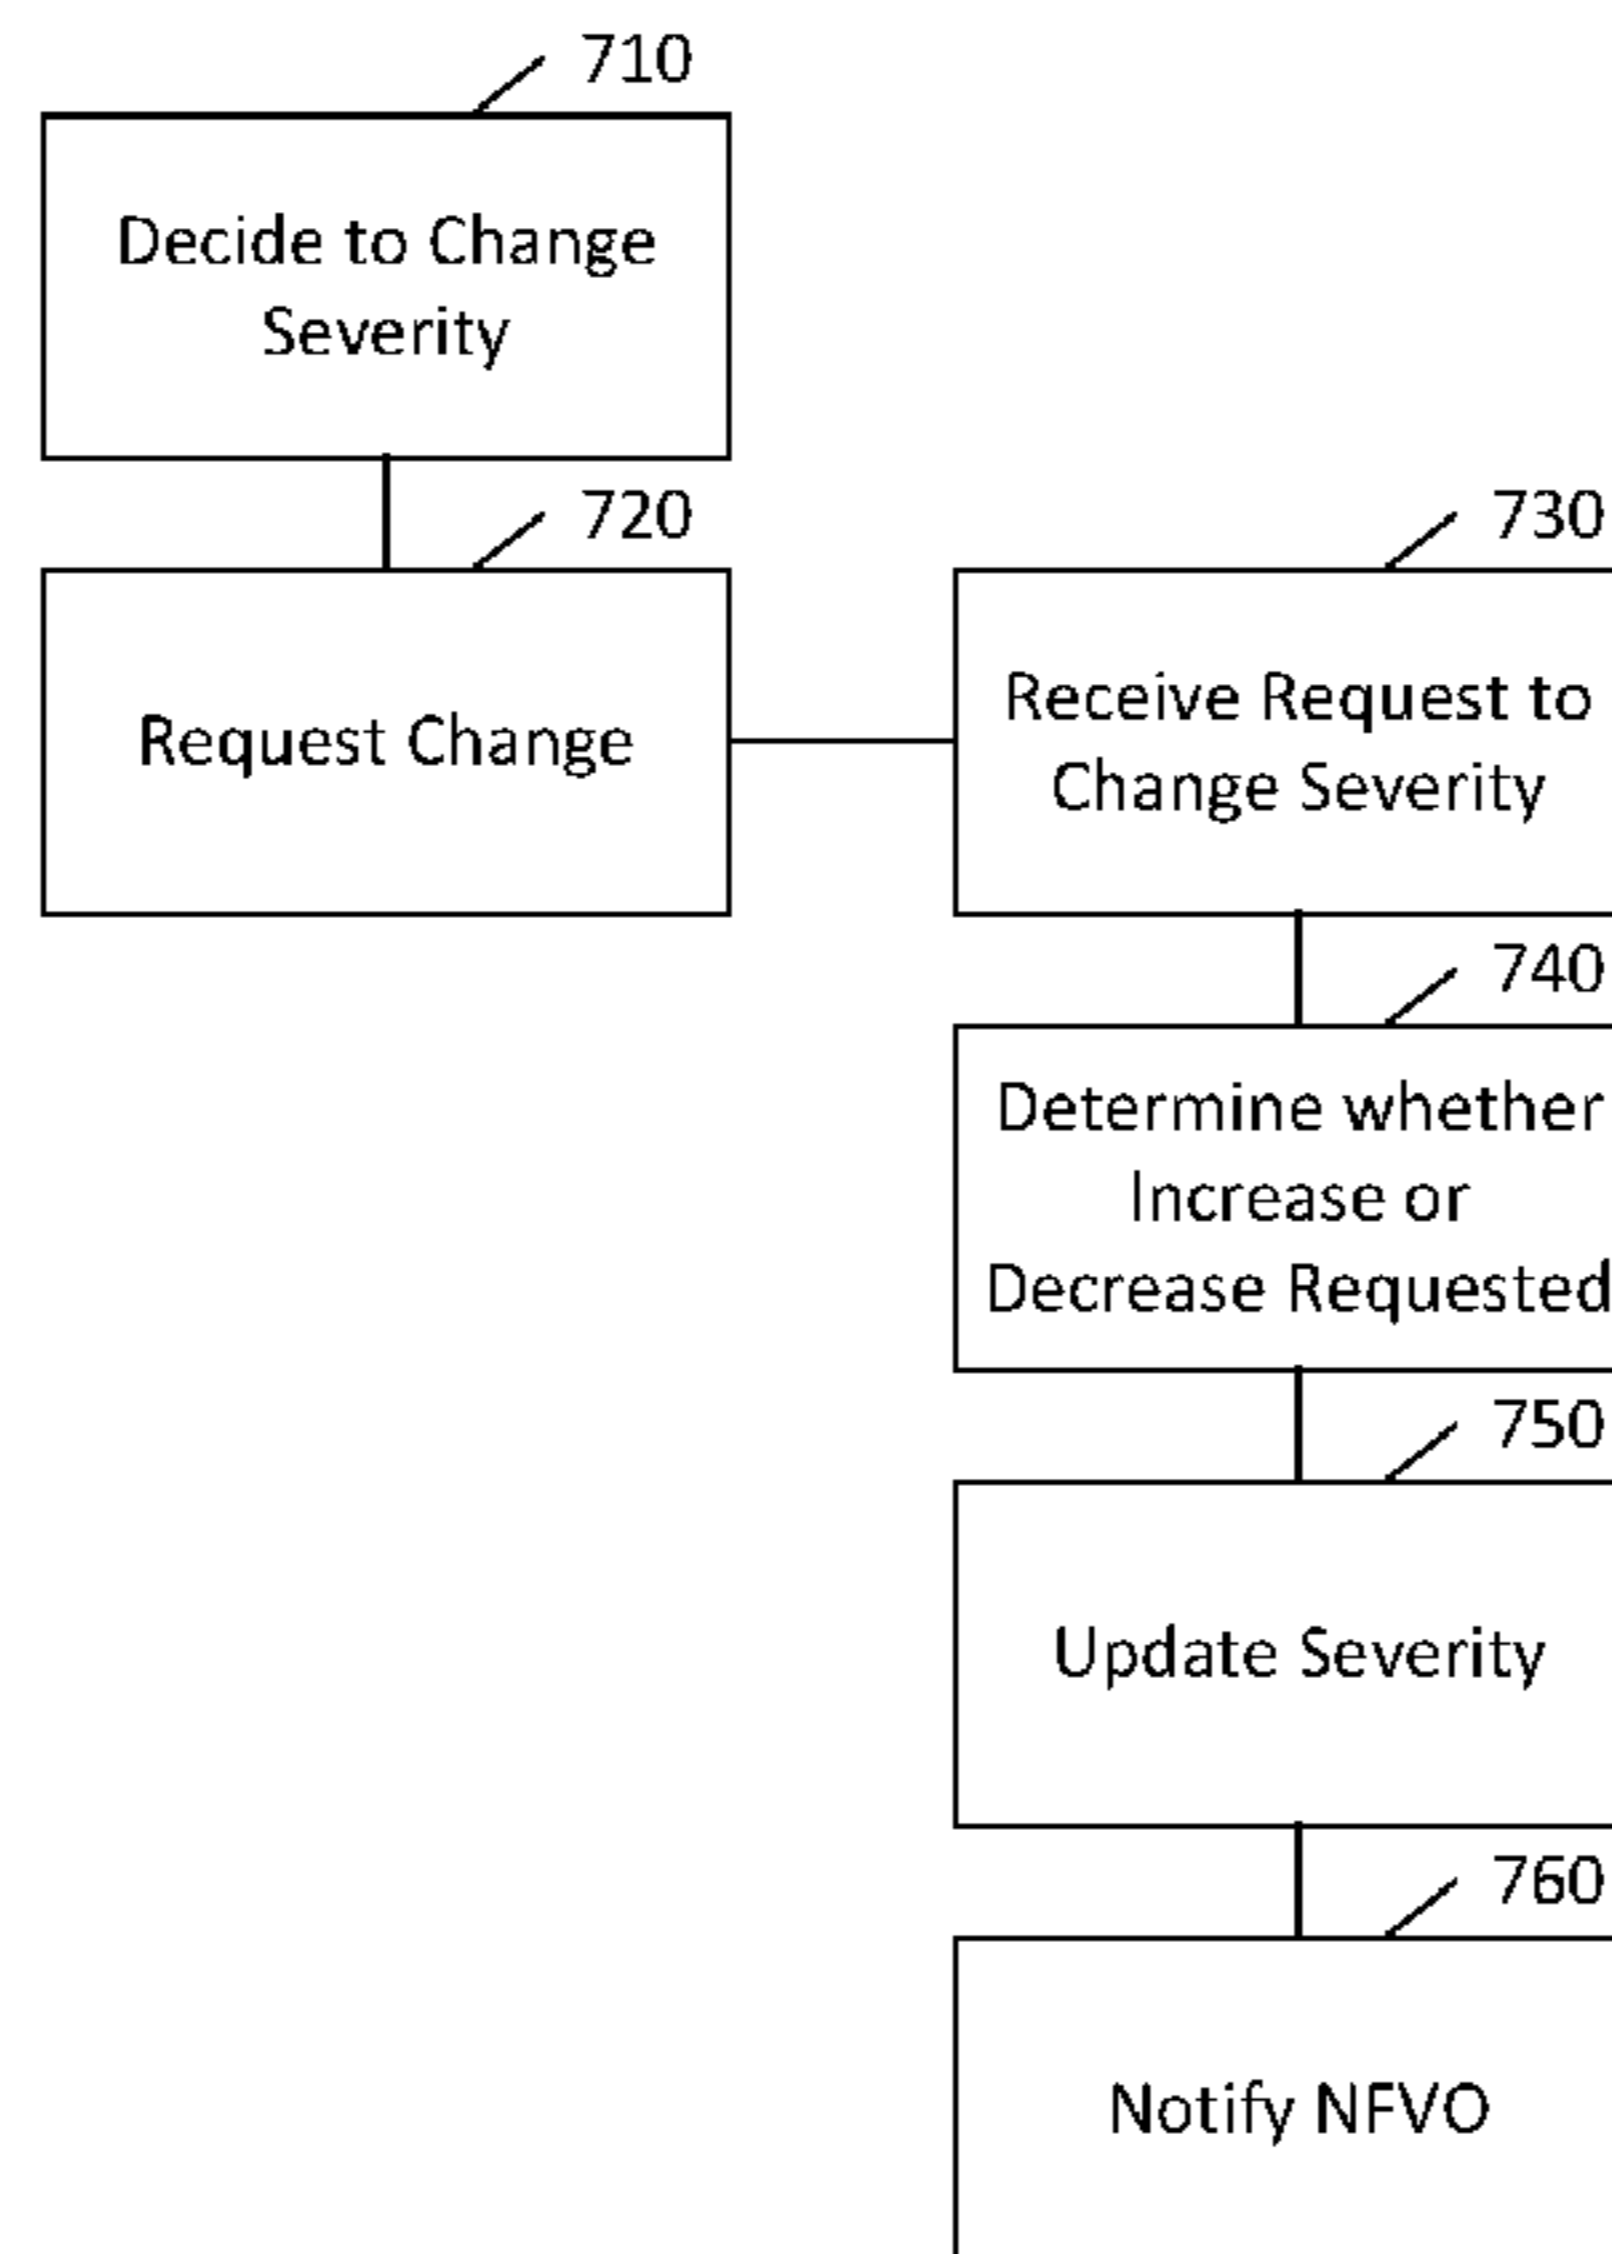 710
Decide to Change
Severity
720
Request Change
730
Receive Request to
Change Severity
740
Determine whether
Increase or
Decrease Requested
750
Update Severity
760
Notify NFVO